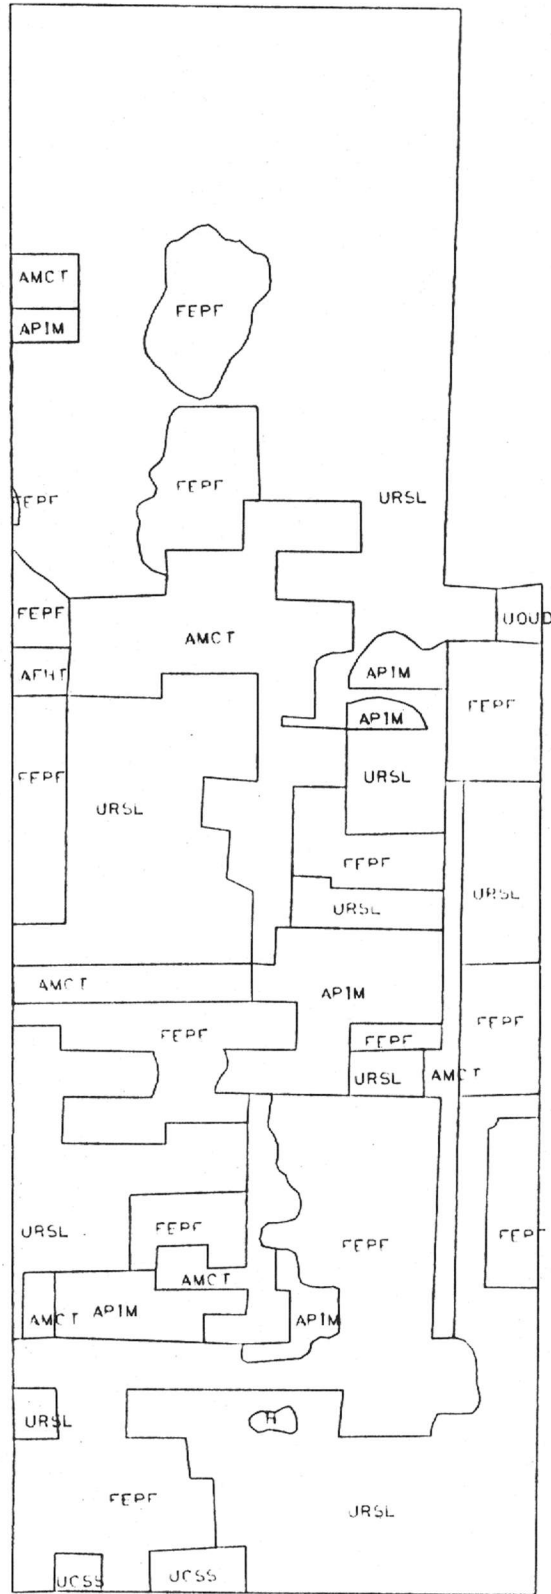 AMCT
FEPF
APIM
FEPF
FEPF URSL
FEPF UOUD
AMCT
AFHT APIM
FEPF
APIM
FEPF URSL
URSL
FEPF
URSL URSL
AMCT APIM
FEPF
FEPF FEPF
URSL AMCT
URSL FEPF FEPF FEPF
AMCT
AMCT APIM APIM
URSL H
FEPF URSL
UCSS UCSS